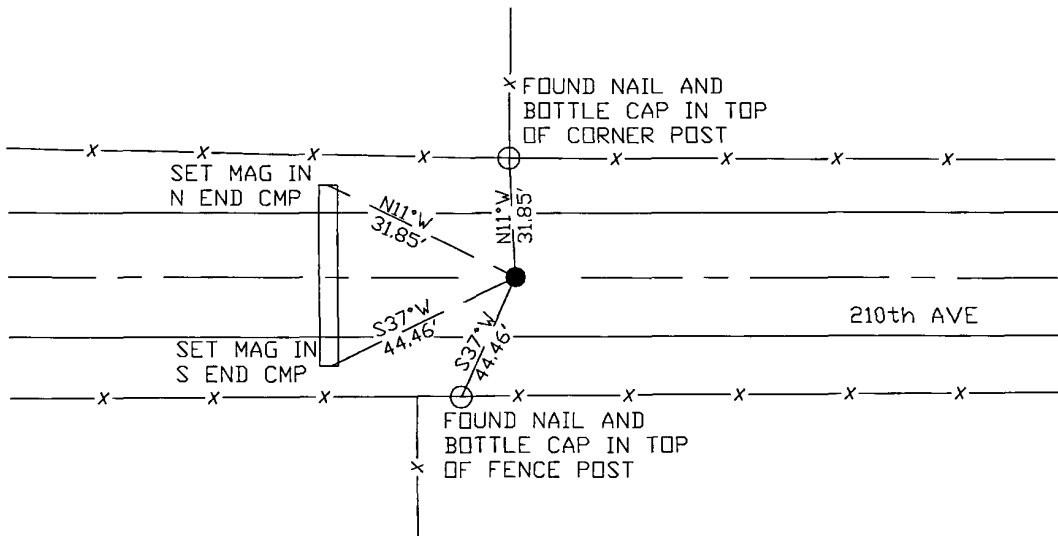 FOUND NAIL AND
BOTTLE CAP IN TOP
OF CORNER POST
SET MAG IN
N END CMP
N11°W
31.85'
N11°W
31.85'
210th AVE
S37°W
44.46'
S37°W
44.46'
SET MAG IN
S END CMP
FOUND NAIL AND
BOTTLE CAP IN TOP
OF FENCE POST